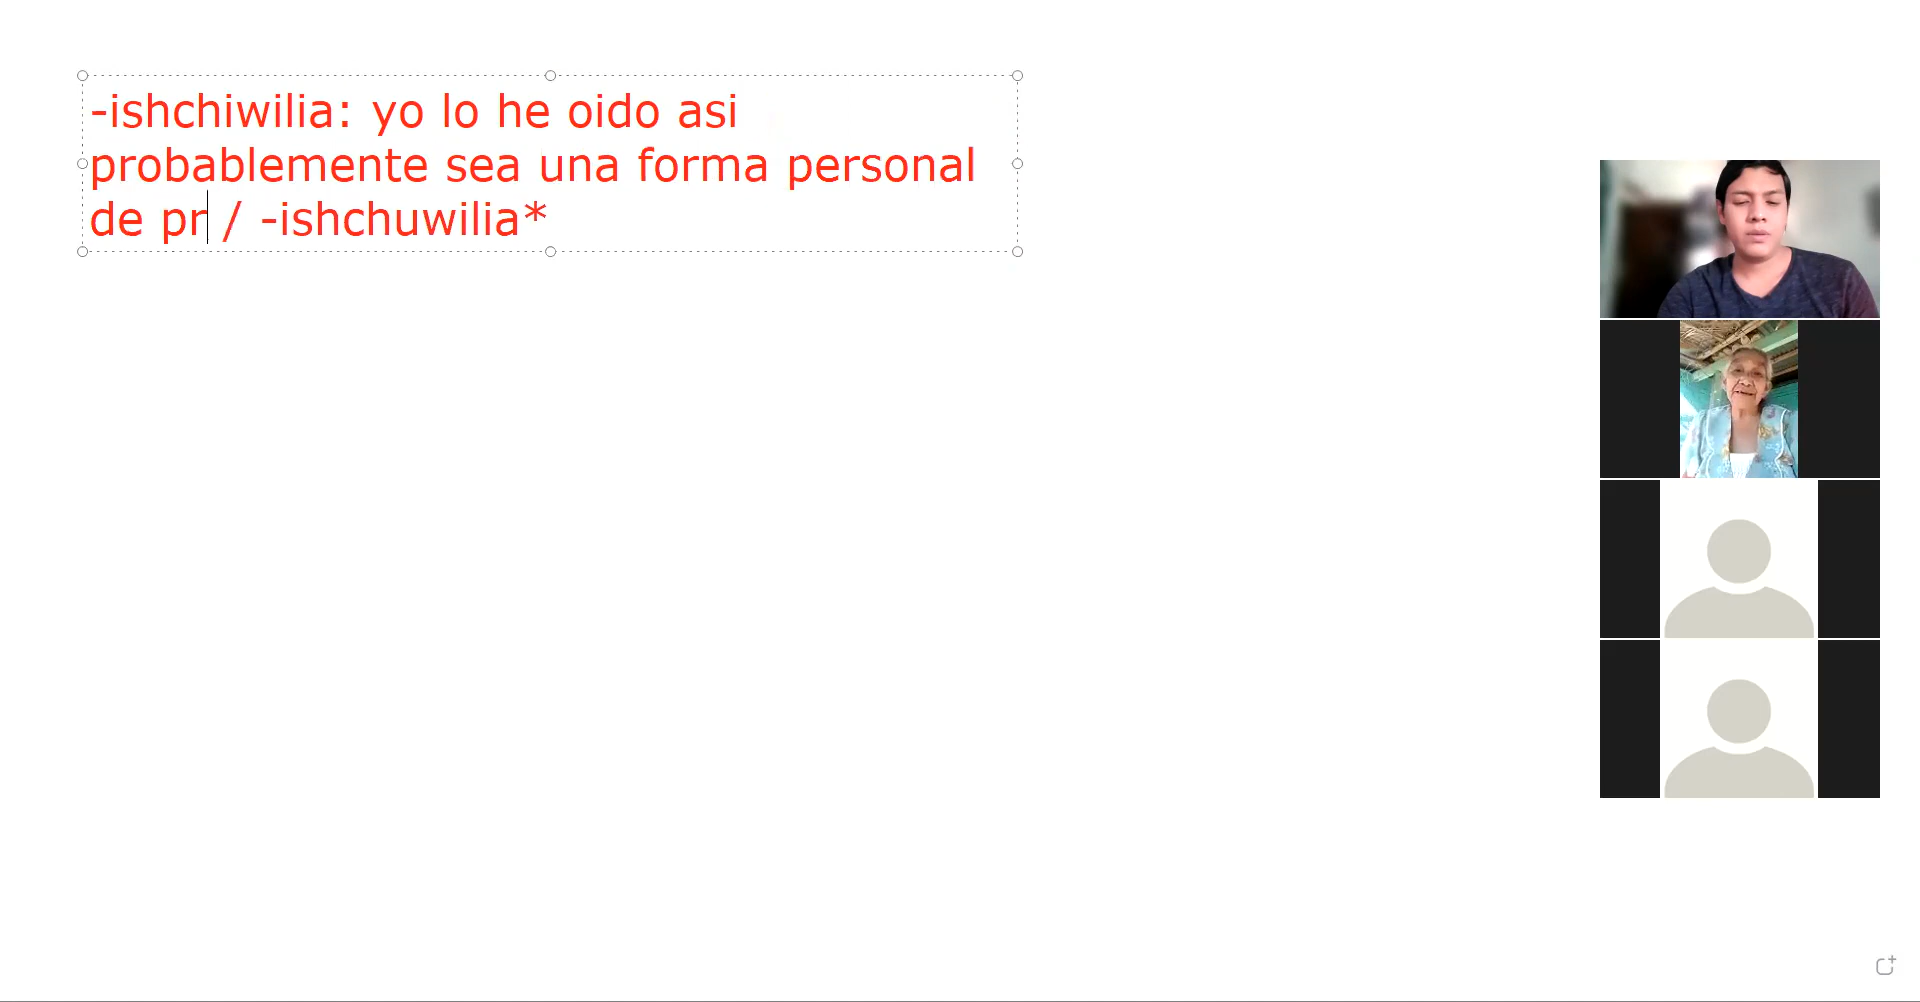 -ishchiwilia: yo lo he oido asi
probablemente sea una forma personal
de pr / -ishchuwilia*